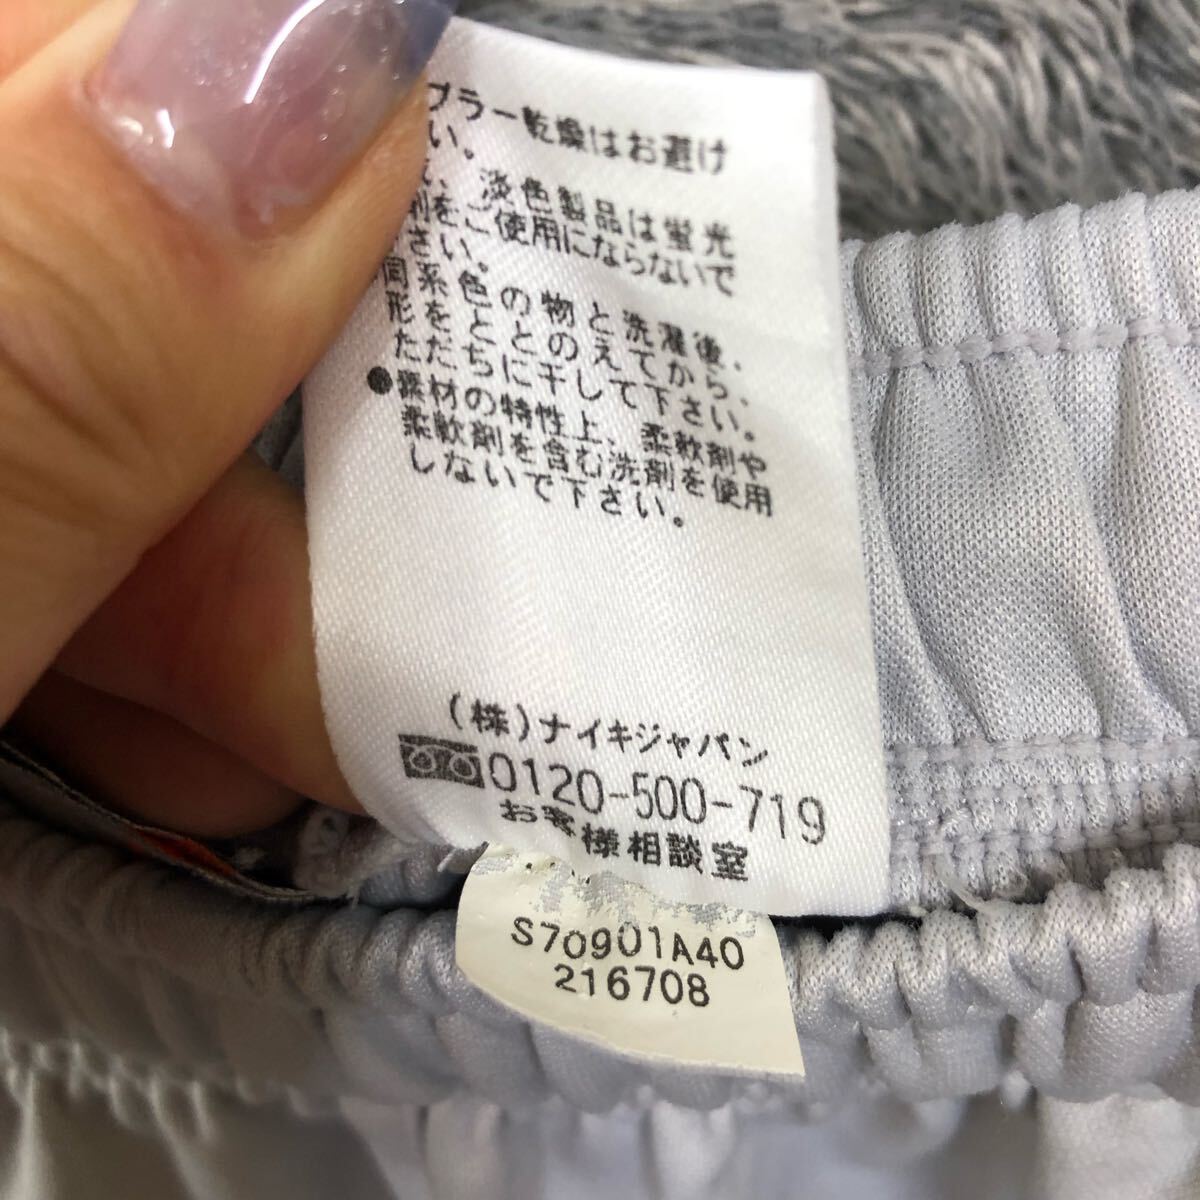 ブラー乾燥はお避け
い。
、淡色製品は蛍光
剤をご使用にならないで
さい。
同系色の物と洗濯後、
形をととのえてから、
ただちに干して下さい。
●素材の特性上、柔軟剤や
柔軟剤を含む洗剤を使用
しないで下さい。
(株)ナイキジャパン
0120-500-719
お客様相談室
S70901A40
216708